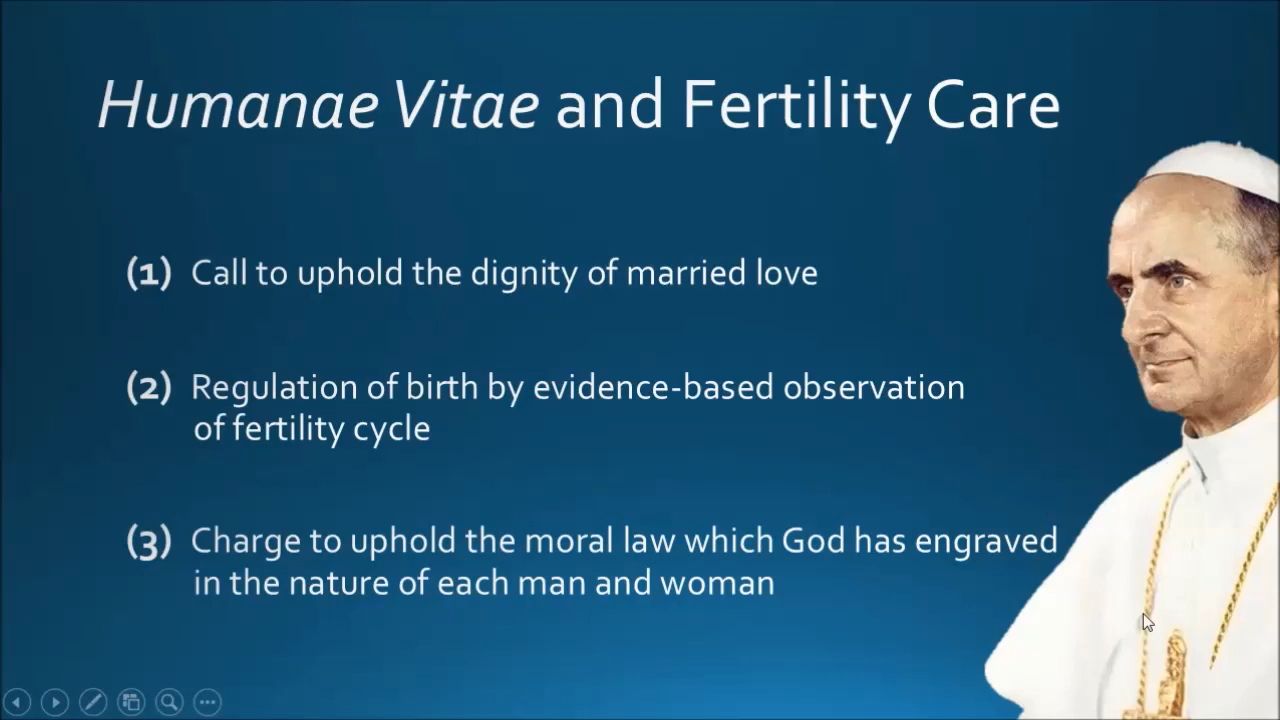 Humanae Vitae and Fertility Care
(1) Call to uphold the dignity of married love
(2) Regulation of birth by evidence-based observation
of fertility cycle
(3) Charge to uphold the moral law which God has engraved
in the nature of each man and woman